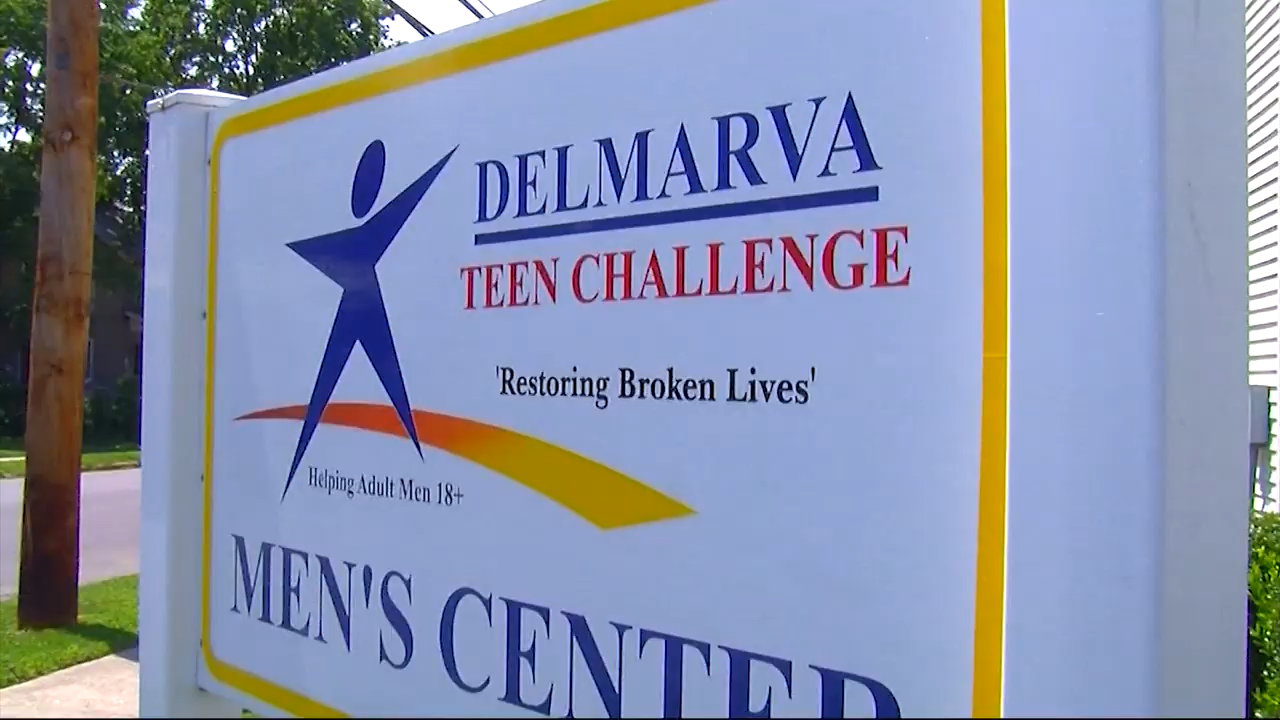 DELMARVA
TEEN CHALLENGE
'Restoring Broken Lives'
Helping Adult Men 18+
MEN'S CENTER